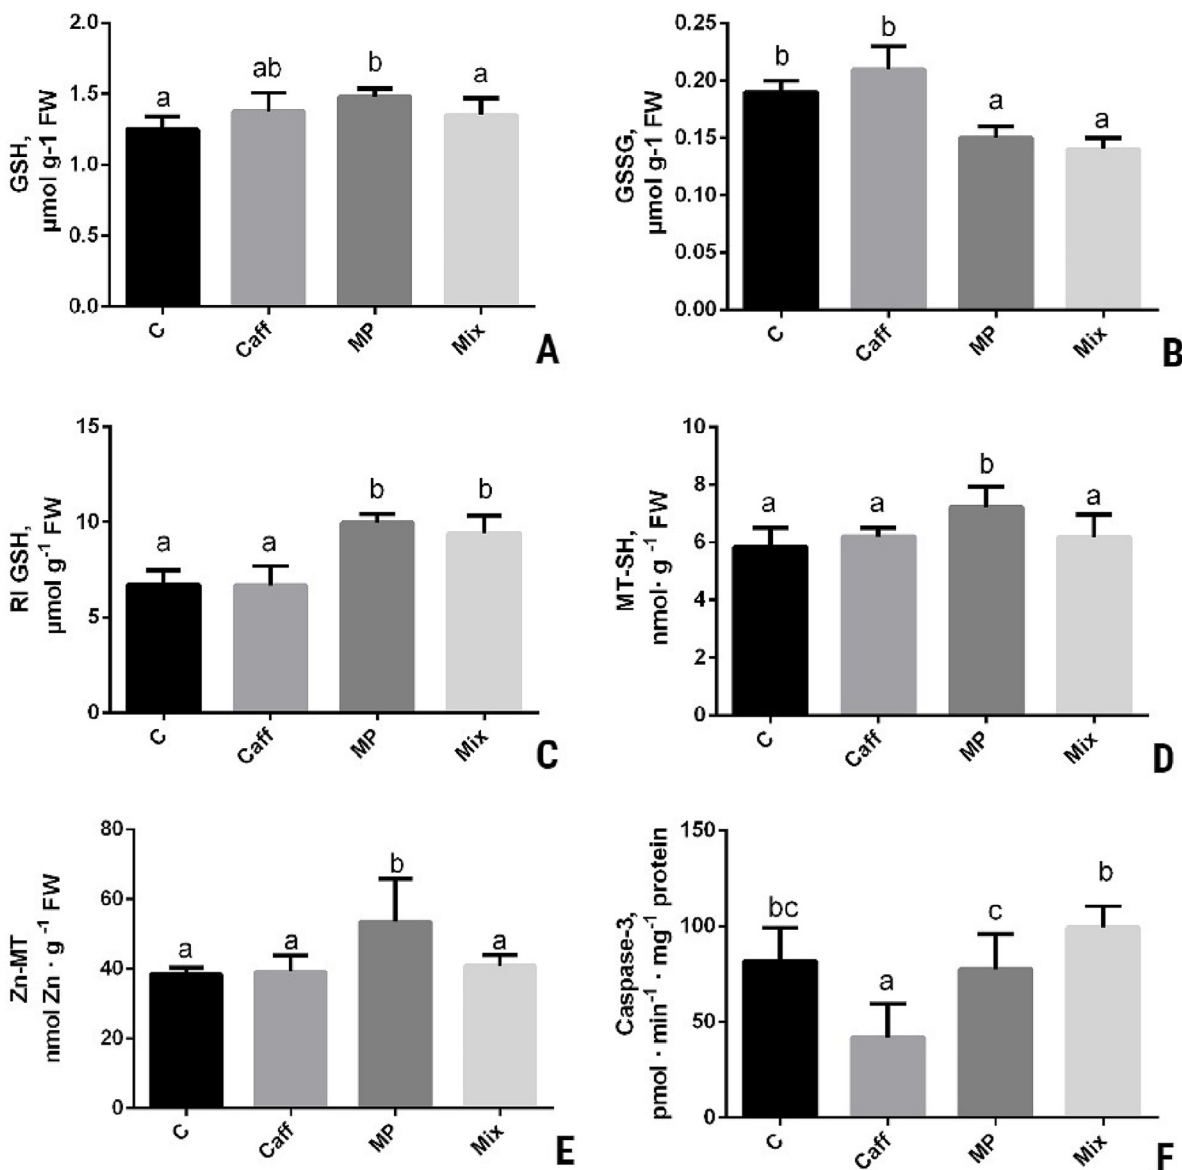 GSH,
µmol g-1 FW
2.0
1.5
1.0
0.5
0.0
a
ab
b
a
C
Caff
MP
Mix
A
GSSG,
µmol g-1 FW
0.25
0.20
0.15
0.10
0.05
0.00
b
b
a
a
C
Caff
MP
Mix
B
RI GSH,
µmol g⁻¹ FW
15
10
5
0
a
a
b
b
C
Caff
MP
Mix
C
MT-SH,
nmol· g ⁻¹ FW
10
8
6
4
2
0
a
a
b
a
C
Caff
MP
Mix
D
Zn-MT
nmol Zn · g ⁻¹ FW
80
60
40
20
0
a
a
b
a
C
Caff
MP
Mix
E
Caspase-3,
pmol · min⁻¹ · mg⁻¹ protein
150
100
50
0
bc
a
c
b
C
Caff
MP
Mix
F